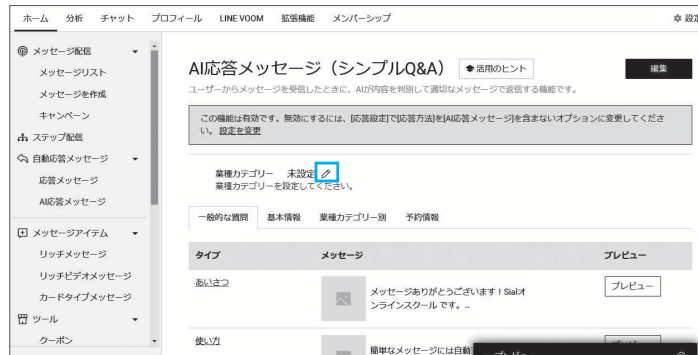 ホーム 分析 チャット プロフィール LINE VOOM 拡張機能 メンバーシップ 設定
メッセージ配信
メッセージリスト
メッセージを作成
キャンペーン
ステップ配信
自動応答メッセージ
応答メッセージ
AI応答メッセージ
メッセージアイテム
リッチメッセージ
リッチビデオメッセージ
カードタイプメッセージ
ツール
クーポン
AI応答メッセージ（シンプルQ&A） 活用のヒント 編集
ユーザーからメッセージを受信したときに、AIが内容を判別して適切なメッセージで返信する機能です。
この機能は有効です。無効にするには、[応答設定]で[応答方法]を[AI応答メッセージ]を含まないオプションに変更してくださ
い。 設定を変更
業種カテゴリー 未設定
業種カテゴリーを設定してください。
一般的な質問 基本情報 業種カテゴリー別 予約情報
タイプ メッセージ プレビュー
あいさつ メッセージありがとうございます！Sialオ プレビュー
ンラインスクール です。...
使い方 簡単なメッセージには自動